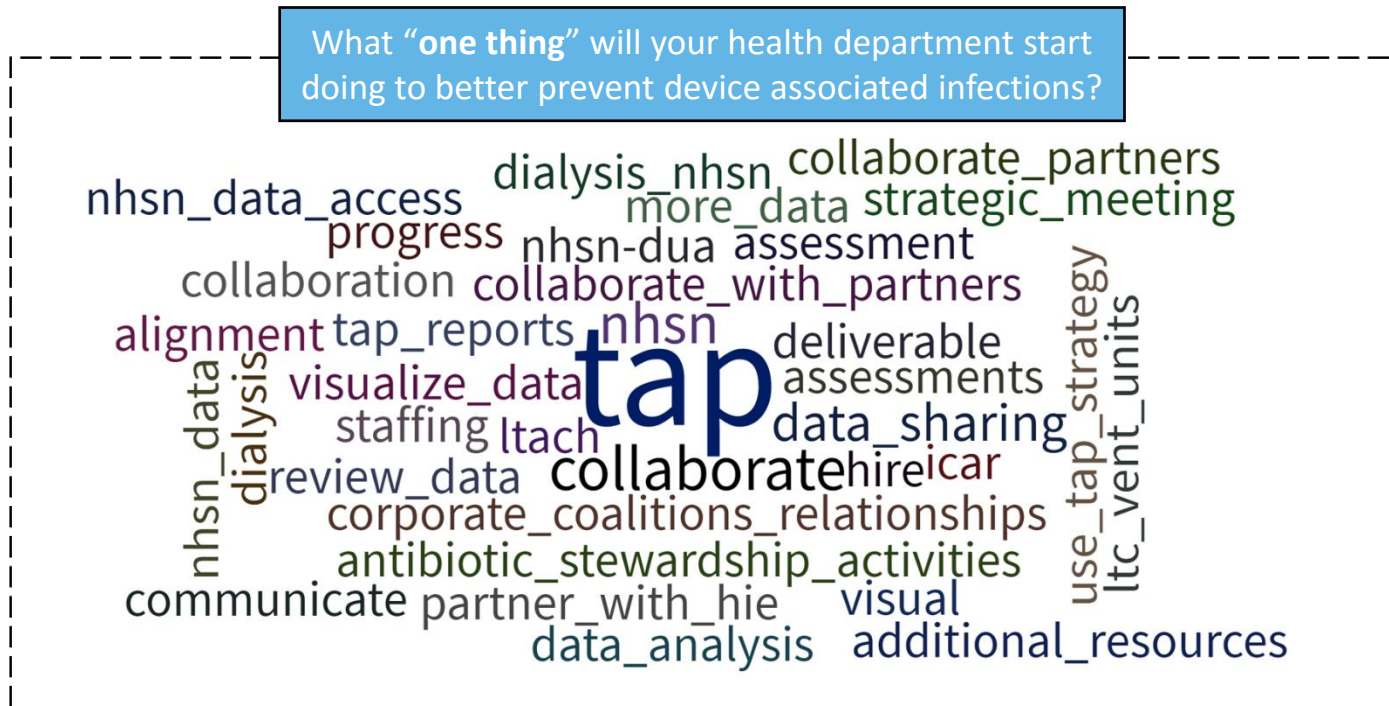 What “one thing” will your health department start
doing to better prevent device associated infections?
collaborate_partners
dialysis_nhsn
nhsn_data_access
more_data
strategic_meeting
progress
nhsn-dua
assessment
collaboration
collaborate_with_partners
alignment
tap_reports
nhsn
tap
deliverable
visualize_data
assessments
nhsn_data
dialysis
staffing
ltach
data_sharing
use_tap_strategy
ltc_vent_units
review_data
collaborate
hire
icar
corporate_coalitions_relationships
antibiotic_stewardship_activities
communicate
partner_with_hie
visual
data_analysis
additional_resources